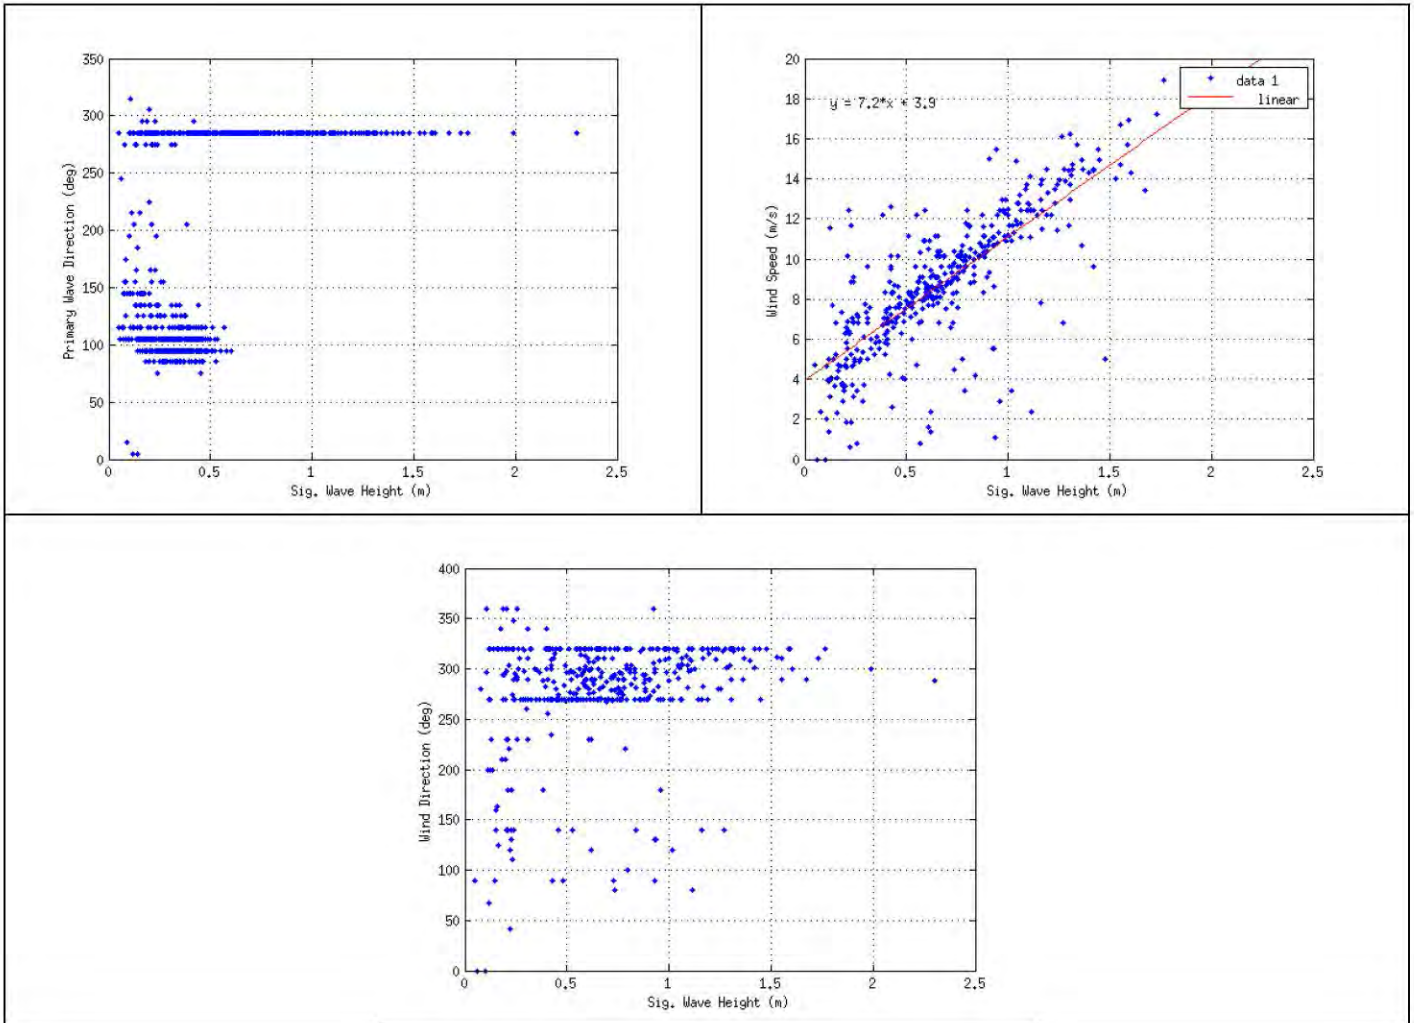 350
300
250
200
150
100
50
0
Primary Wave Direction (deg)
0 0.5 1 1.5 2 2.5
Sig. Wave Height (m)
20
18
16
14
12
10
8
6
4
2
0
Wind Speed (m/s)
y = 7.2*x + 3.9
data 1
linear
0 0.5 1 1.5 2 2.5
Sig. Wave Height (m)
400
350
300
250
200
150
100
50
0
Wind Direction (deg)
0 0.5 1 1.5 2 2.5
Sig. Wave Height (m)